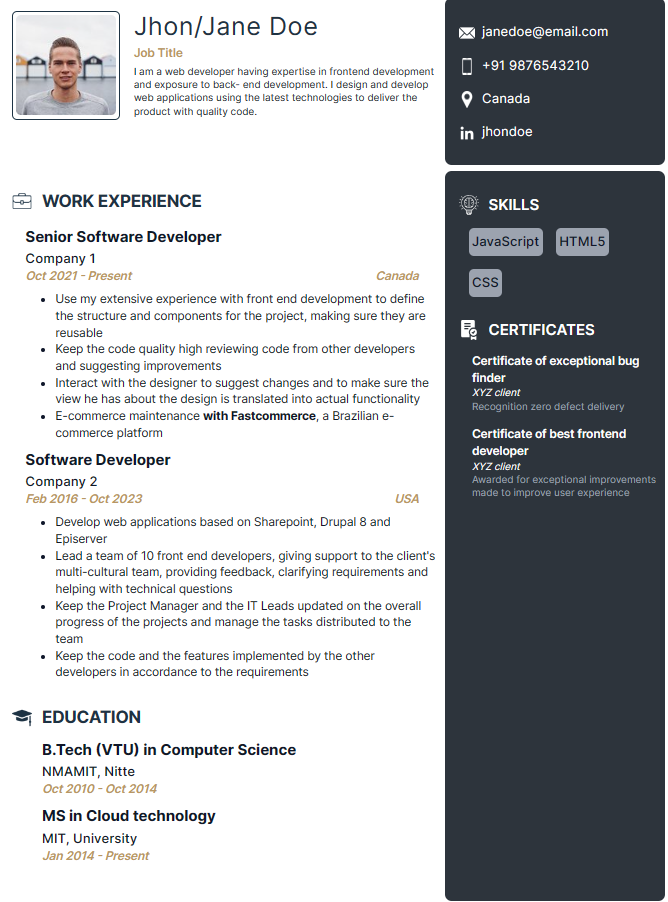 Jhon/Jane Doe
Job Title
I am a web developer having expertise in frontend development
and exposure to back- end development. I design and develop
web applications using the latest technologies to deliver the
product with quality code.
janedoe@email.com
+91 9876543210
Canada
in jhondoe
WORK EXPERIENCE
Senior Software Developer
Company 1
Oct 2021 - Present Canada
• Use my extensive experience with front end development to define
the structure and components for the project, making sure they are
reusable
• Keep the code quality high reviewing code from other developers
and suggesting improvements
• Interact with the designer to suggest changes and to make sure the
view he has about the design is translated into actual functionality
• E-commerce maintenance with Fastcommerce, a Brazilian e-
commerce platform
Software Developer
Company 2
Feb 2016 - Oct 2023 USA
• Develop web applications based on Sharepoint, Drupal 8 and
Episerver
• Lead a team of 10 front end developers, giving support to the client's
multi-cultural team, providing feedback, clarifying requirements and
helping with technical questions
• Keep the Project Manager and the IT Leads updated on the overall
progress of the projects and manage the tasks distributed to the
team
• Keep the code and the features implemented by the other
developers in accordance to the requirements
EDUCATION
B.Tech (VTU) in Computer Science
NMAMIT, Nitte
Oct 2010 - Oct 2014
MS in Cloud technology
MIT, University
Jan 2014 - Present
SKILLS
JavaScript HTML5
CSS
CERTIFICATES
Certificate of exceptional bug
finder
XYZ client
Recognition zero defect delivery
Certificate of best frontend
developer
XYZ client
Awarded for exceptional improvements
made to improve user experience